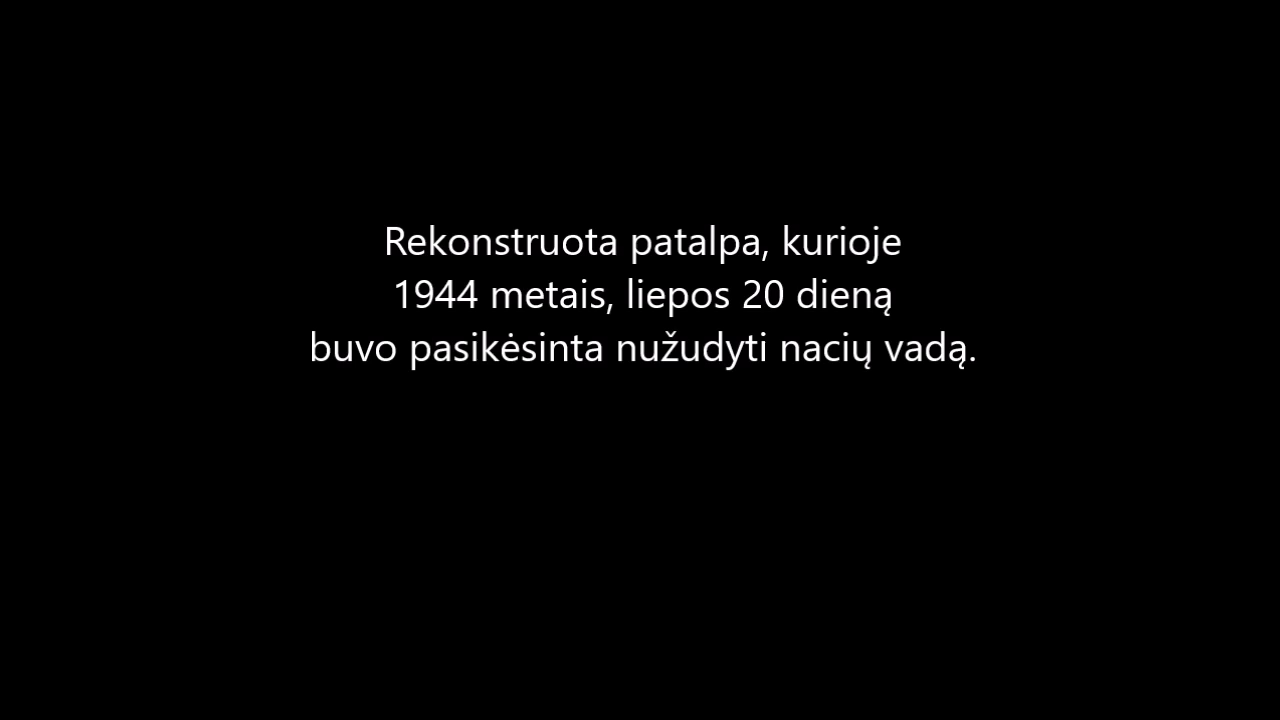 Rekonstruota patalpa, kurioje
1944 metais, liepos 20 dieną
buvo pasikėsinta nužudyti nacių vadą.